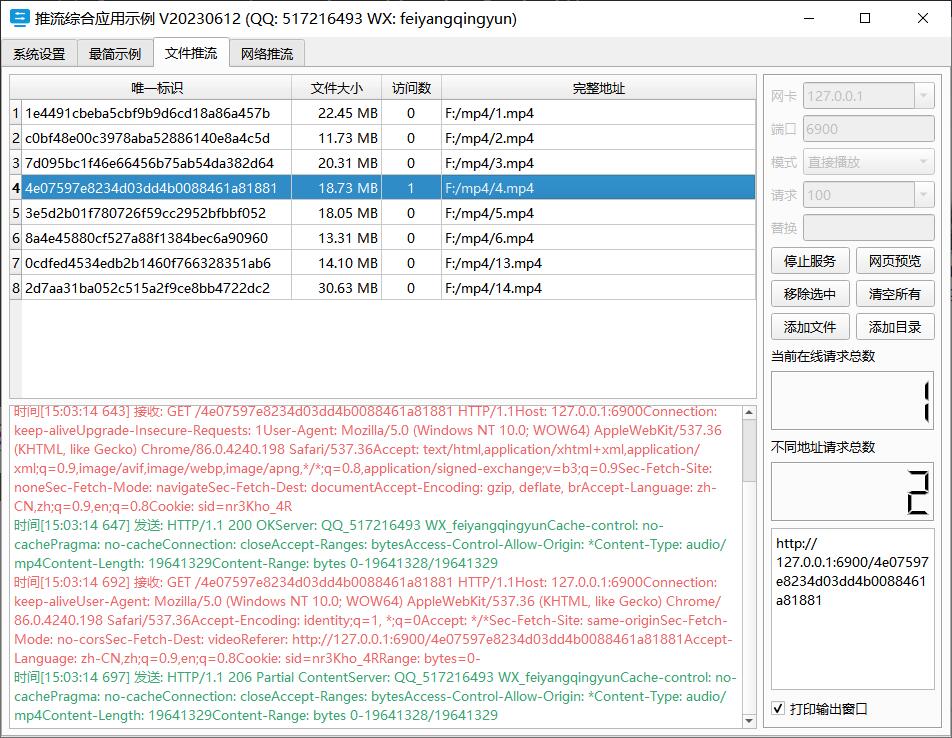 推流综合应用示例 V20230612 (QQ: 517216493 WX: feiyangqingyun)
系统设置 最简示例 文件推流 网络推流
唯一标识 文件大小 访问数 完整地址
1 1e4491cbeba5cbf9b9d6cd18a86a457b 22.45 MB 0 F:/mp4/1.mp4
2 c0bf48e00c3978aba52886140e8a4c5d 11.73 MB 0 F:/mp4/2.mp4
3 7d095bc1f46e66456b75ab54da382d64 20.31 MB 0 F:/mp4/3.mp4
4 4e07597e8234d03dd4b0088461a81881 18.73 MB 1 F:/mp4/4.mp4
5 3e5d2b01f780726f59cc2952bfbbf052 18.05 MB 0 F:/mp4/5.mp4
6 8a4e45880cf527a88f1384bec6a90960 13.31 MB 0 F:/mp4/6.mp4
7 0cdfed4534edb2b1460f766328351ab6 14.10 MB 0 F:/mp4/13.mp4
8 2d7aa31ba052c515a2f9ce8bb4722dc2 30.63 MB 0 F:/mp4/14.mp4
时间[15:03:14 643] 接收: GET /4e07597e8234d03dd4b0088461a81881 HTTP/1.1Host: 127.0.0.1:6900Connection:
keep-aliveUpgrade-Insecure-Requests: 1User-Agent: Mozilla/5.0 (Windows NT 10.0; WOW64) AppleWebKit/537.36
(KHTML, like Gecko) Chrome/86.0.4240.198 Safari/537.36Accept: text/html,application/xhtml+xml,application/
xml;q=0.9,image/avif,image/webp,image/apng,*/*;q=0.8,application/signed-exchange;v=b3;q=0.9Sec-Fetch-Site:
noneSec-Fetch-Mode: navigateSec-Fetch-Dest: documentAccept-Encoding: gzip, deflate, brAccept-Language: zh-
CN,zh;q=0.9,en;q=0.8Cookie: sid=nr3Kho_4R
时间[15:03:14 647] 发送: HTTP/1.1 200 OKServer: QQ_517216493 WX_feiyangqingyunCache-control: no-
cachePragma: no-cacheConnection: closeAccept-Ranges: bytesAccess-Control-Allow-Origin: *Content-Type: audio/
mp4Content-Length: 19641329Content-Range: bytes 0-19641328/19641329
时间[15:03:14 692] 接收: GET /4e07597e8234d03dd4b0088461a81881 HTTP/1.1Host: 127.0.0.1:6900Connection:
keep-aliveUser-Agent: Mozilla/5.0 (Windows NT 10.0; WOW64) AppleWebKit/537.36 (KHTML, like Gecko) Chrome/
86.0.4240.198 Safari/537.36Accept-Encoding: identity;q=1, *;q=0Accept: */*Sec-Fetch-Site: same-originSec-Fetch-
Mode: no-corsSec-Fetch-Dest: videoReferer: http://127.0.0.1:6900/4e07597e8234d03dd4b0088461a81881Accept-
Language: zh-CN,zh;q=0.9,en;q=0.8Cookie: sid=nr3Kho_4RRange: bytes=0-
时间[15:03:14 697] 发送: HTTP/1.1 206 Partial ContentServer: QQ_517216493 WX_feiyangqingyunCache-control: no-
cachePragma: no-cacheConnection: closeAccept-Ranges: bytesAccess-Control-Allow-Origin: *Content-Type: audio/
mp4Content-Length: 19641329Content-Range: bytes 0-19641328/19641329
网卡 127.0.0.1
端口 6900
模式 直接播放
请求 100
替换
停止服务 网页预览
移除选中 清空所有
添加文件 添加目录
当前在线请求总数
1
不同地址请求总数
2
http://
127.0.0.1:6900/4e07597
e8234d03dd4b0088461
a81881
打印输出窗口